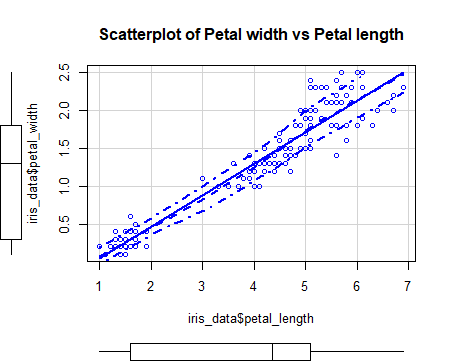 Scatterplot of Petal width vs Petal length
iris_data$petal_width
2.5
2.0
1.5
1.0
0.5
1 2 3 4 5 6 7
iris_data$petal_length